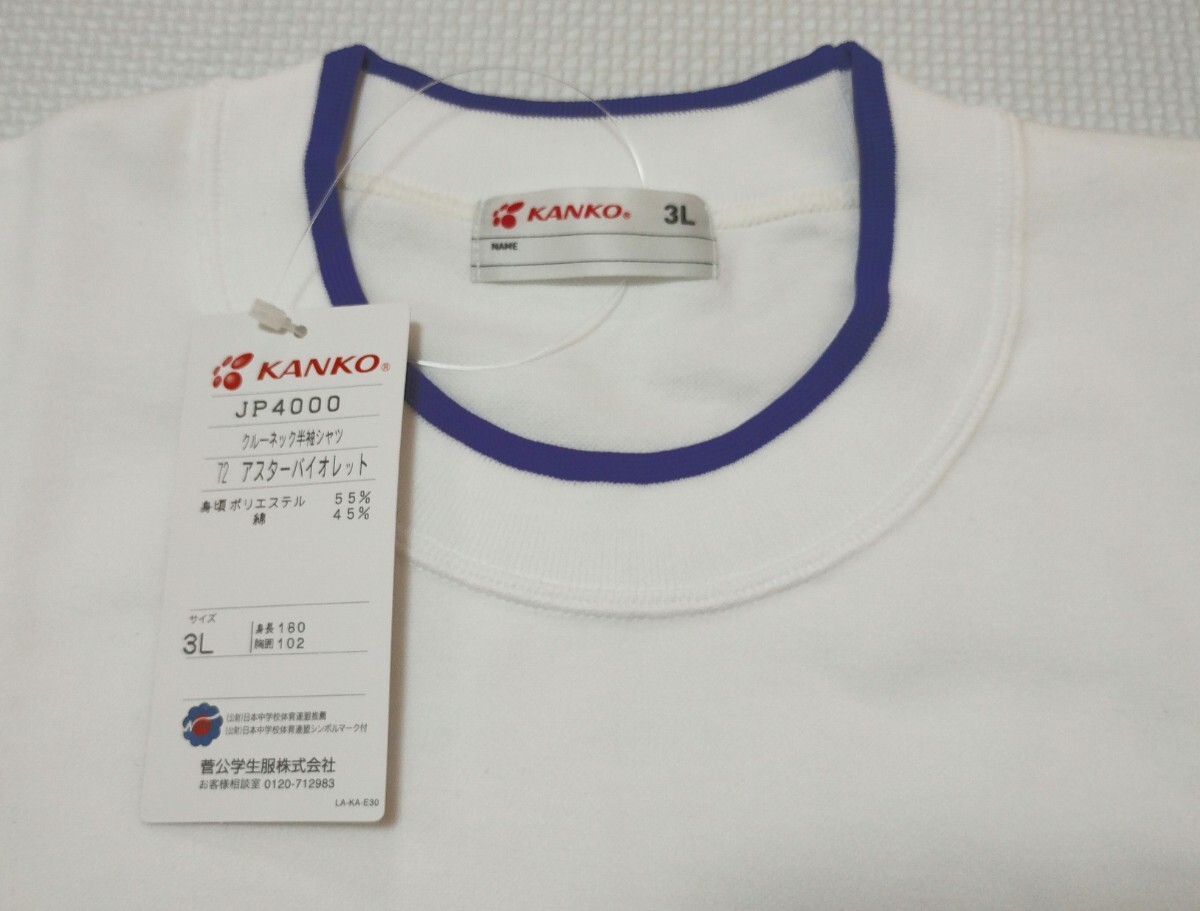 KANKO® 3L
NAME
KANKO®
JP4000
クルーネック半袖シャツ
72 アスターバイオレット
身頃 ポリエステル 55%
綿 45%
サイズ
3L
身長 180
胸囲 102
(公財)日本中学校体育連盟推薦
(公財)日本中学校体育連盟シンボルマーク付
菅公学生服株式会社
お客様相談室 0120-712983
LA-KA-E30